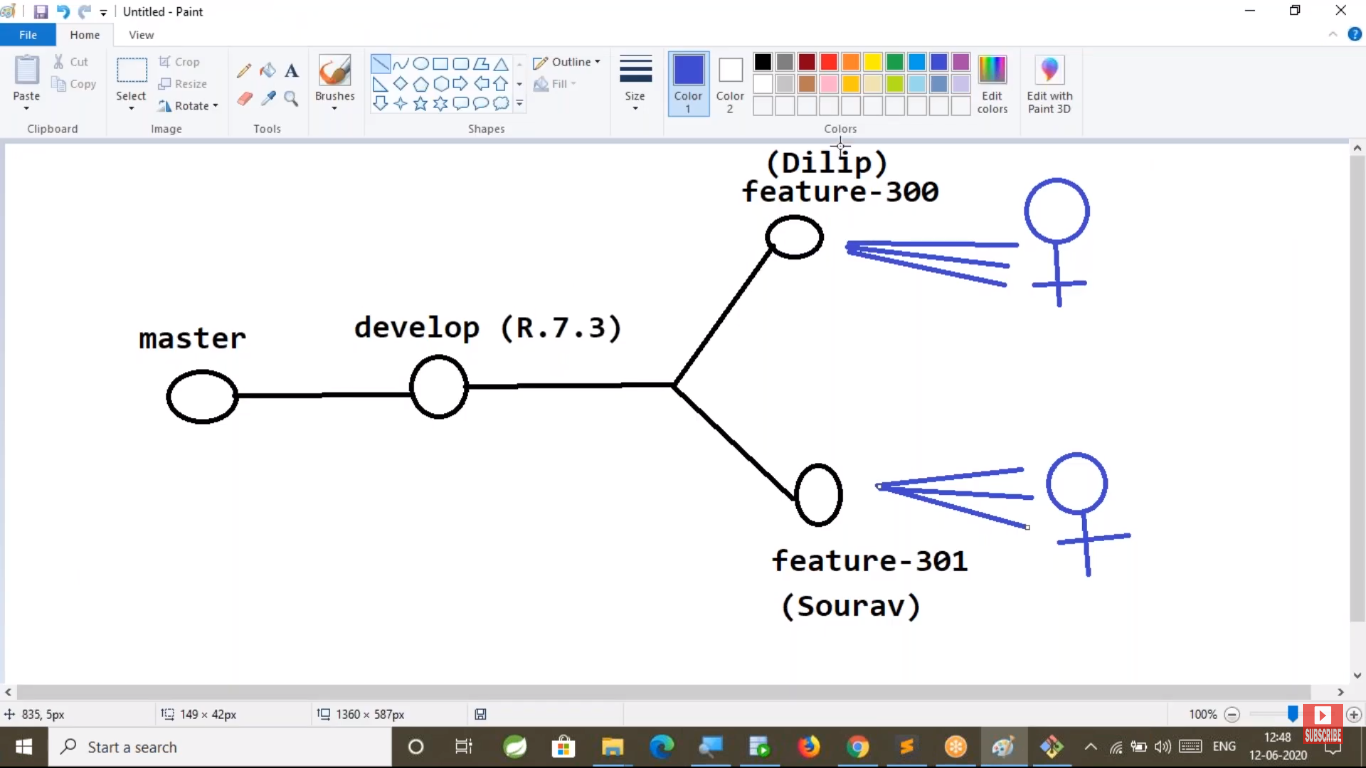 Untitled - Paint
File Home View
Paste
Cut
Copy
Clipboard
Select
Crop
Resize
Rotate
Image
A
Tools
Brushes
Shapes
Outline
Fill
Size
Color 1
Color 2
Colors
Edit colors
Edit with Paint 3D
(Dilip)
feature-300
master
develop (R.7.3)
feature-301
(Sourav)
835, 5px
149 × 42px
1360 × 587px
100%
SUBSCRIBE
Start a search
ENG
12:48
12-06-2020